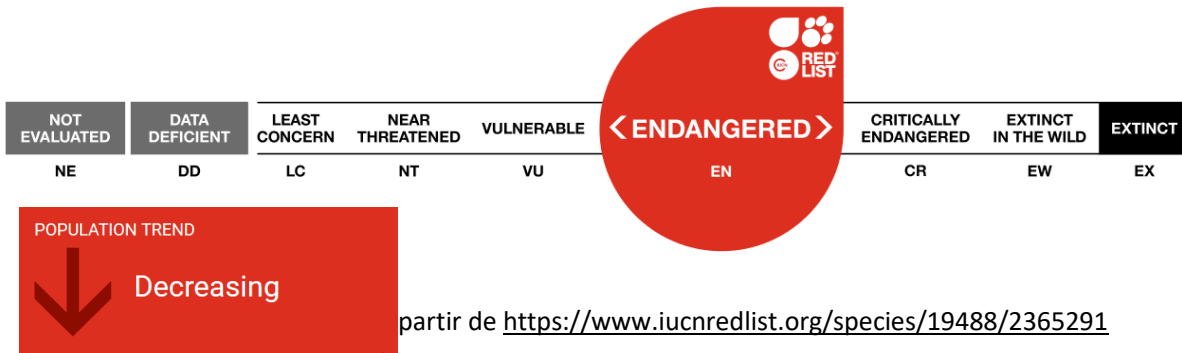 RED
LIST
IUCN
NOT EVALUATED
DATA DEFICIENT
LEAST CONCERN
NEAR THREATENED
VULNERABLE
< ENDANGERED >
CRITICALLY ENDANGERED
EXTINCT IN THE WILD
EXTINCT
NE DD LC NT VU EN CR EW EX
POPULATION TREND
Decreasing
partir de https://www.iucnredlist.org/species/19488/2365291